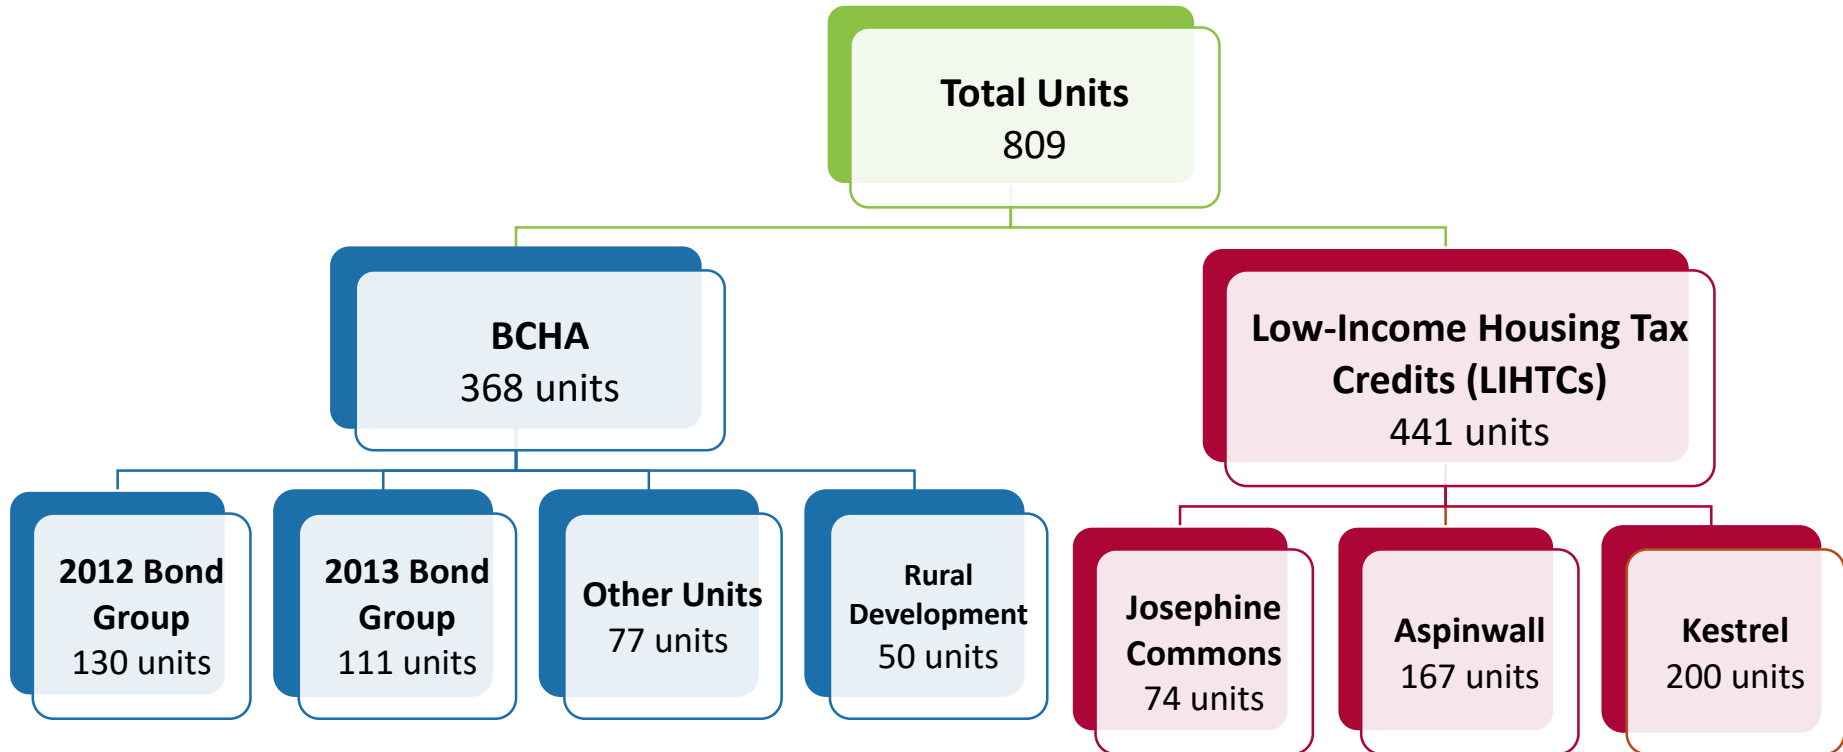 Total Units
809
BCHA
368 units
Low-Income Housing Tax
Credits (LIHTCs)
441 units
2012 Bond
Group
130 units
2013 Bond
Group
111 units
Other Units
77 units
Rural
Development
50 units
Josephine
Commons
74 units
Aspinwall
167 units
Kestrel
200 units